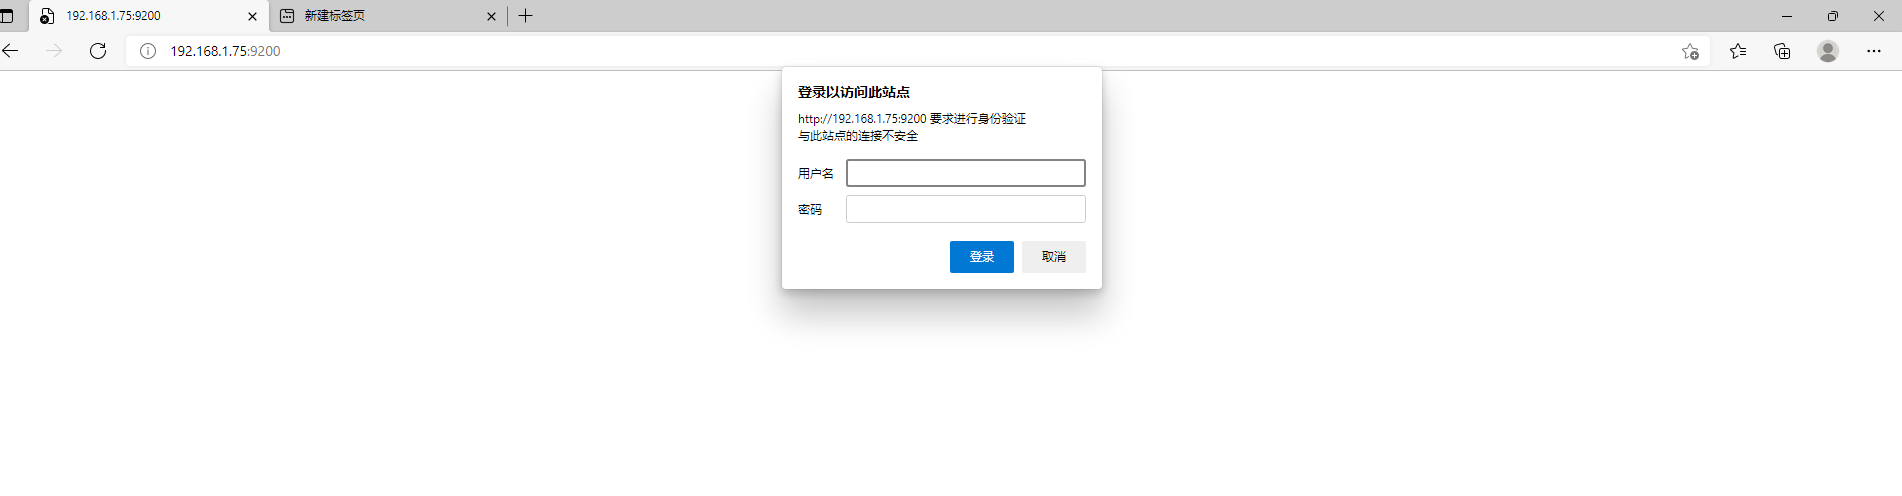 192.168.1.75:9200
新建标签页
192.168.1.75:9200
登录以访问此站点
http://192.168.1.75:9200 要求进行身份验证
与此站点的连接不安全
用户名
密码
登录
取消